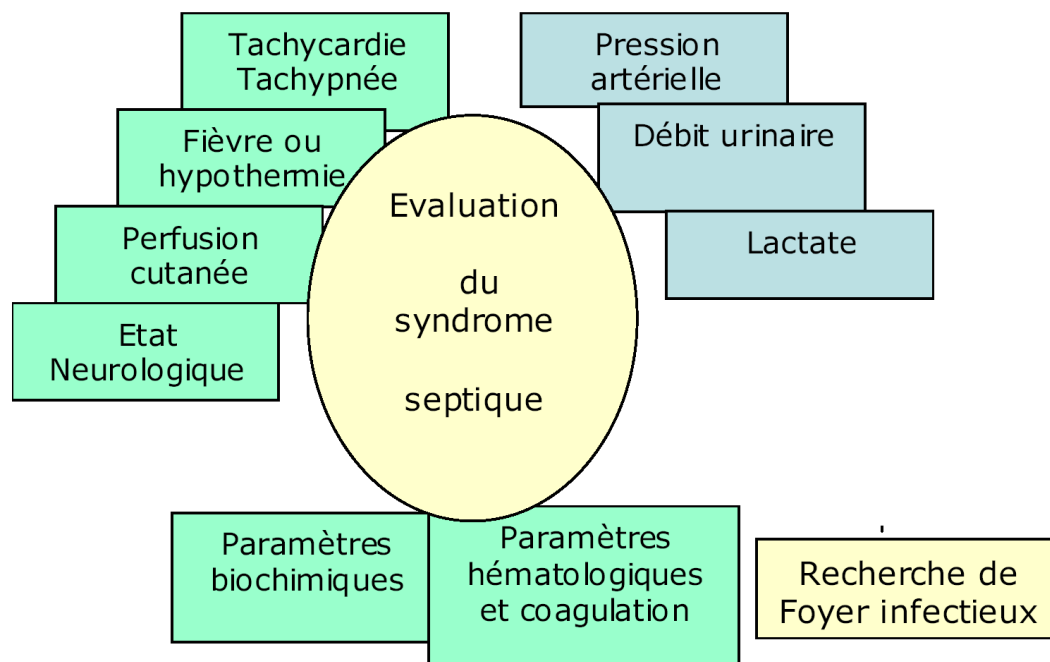 Tachycardie
Tachypnée
Fièvre ou
hypothermie
Perfusion
cutanée
Etat
Neurologique
Pression
artérielle
Débit urinaire
Lactate
Evaluation
du
syndrome
septique
Paramètres
biochimiques
Paramètres
hématologiques
et coagulation
Recherche de
Foyer infectieux